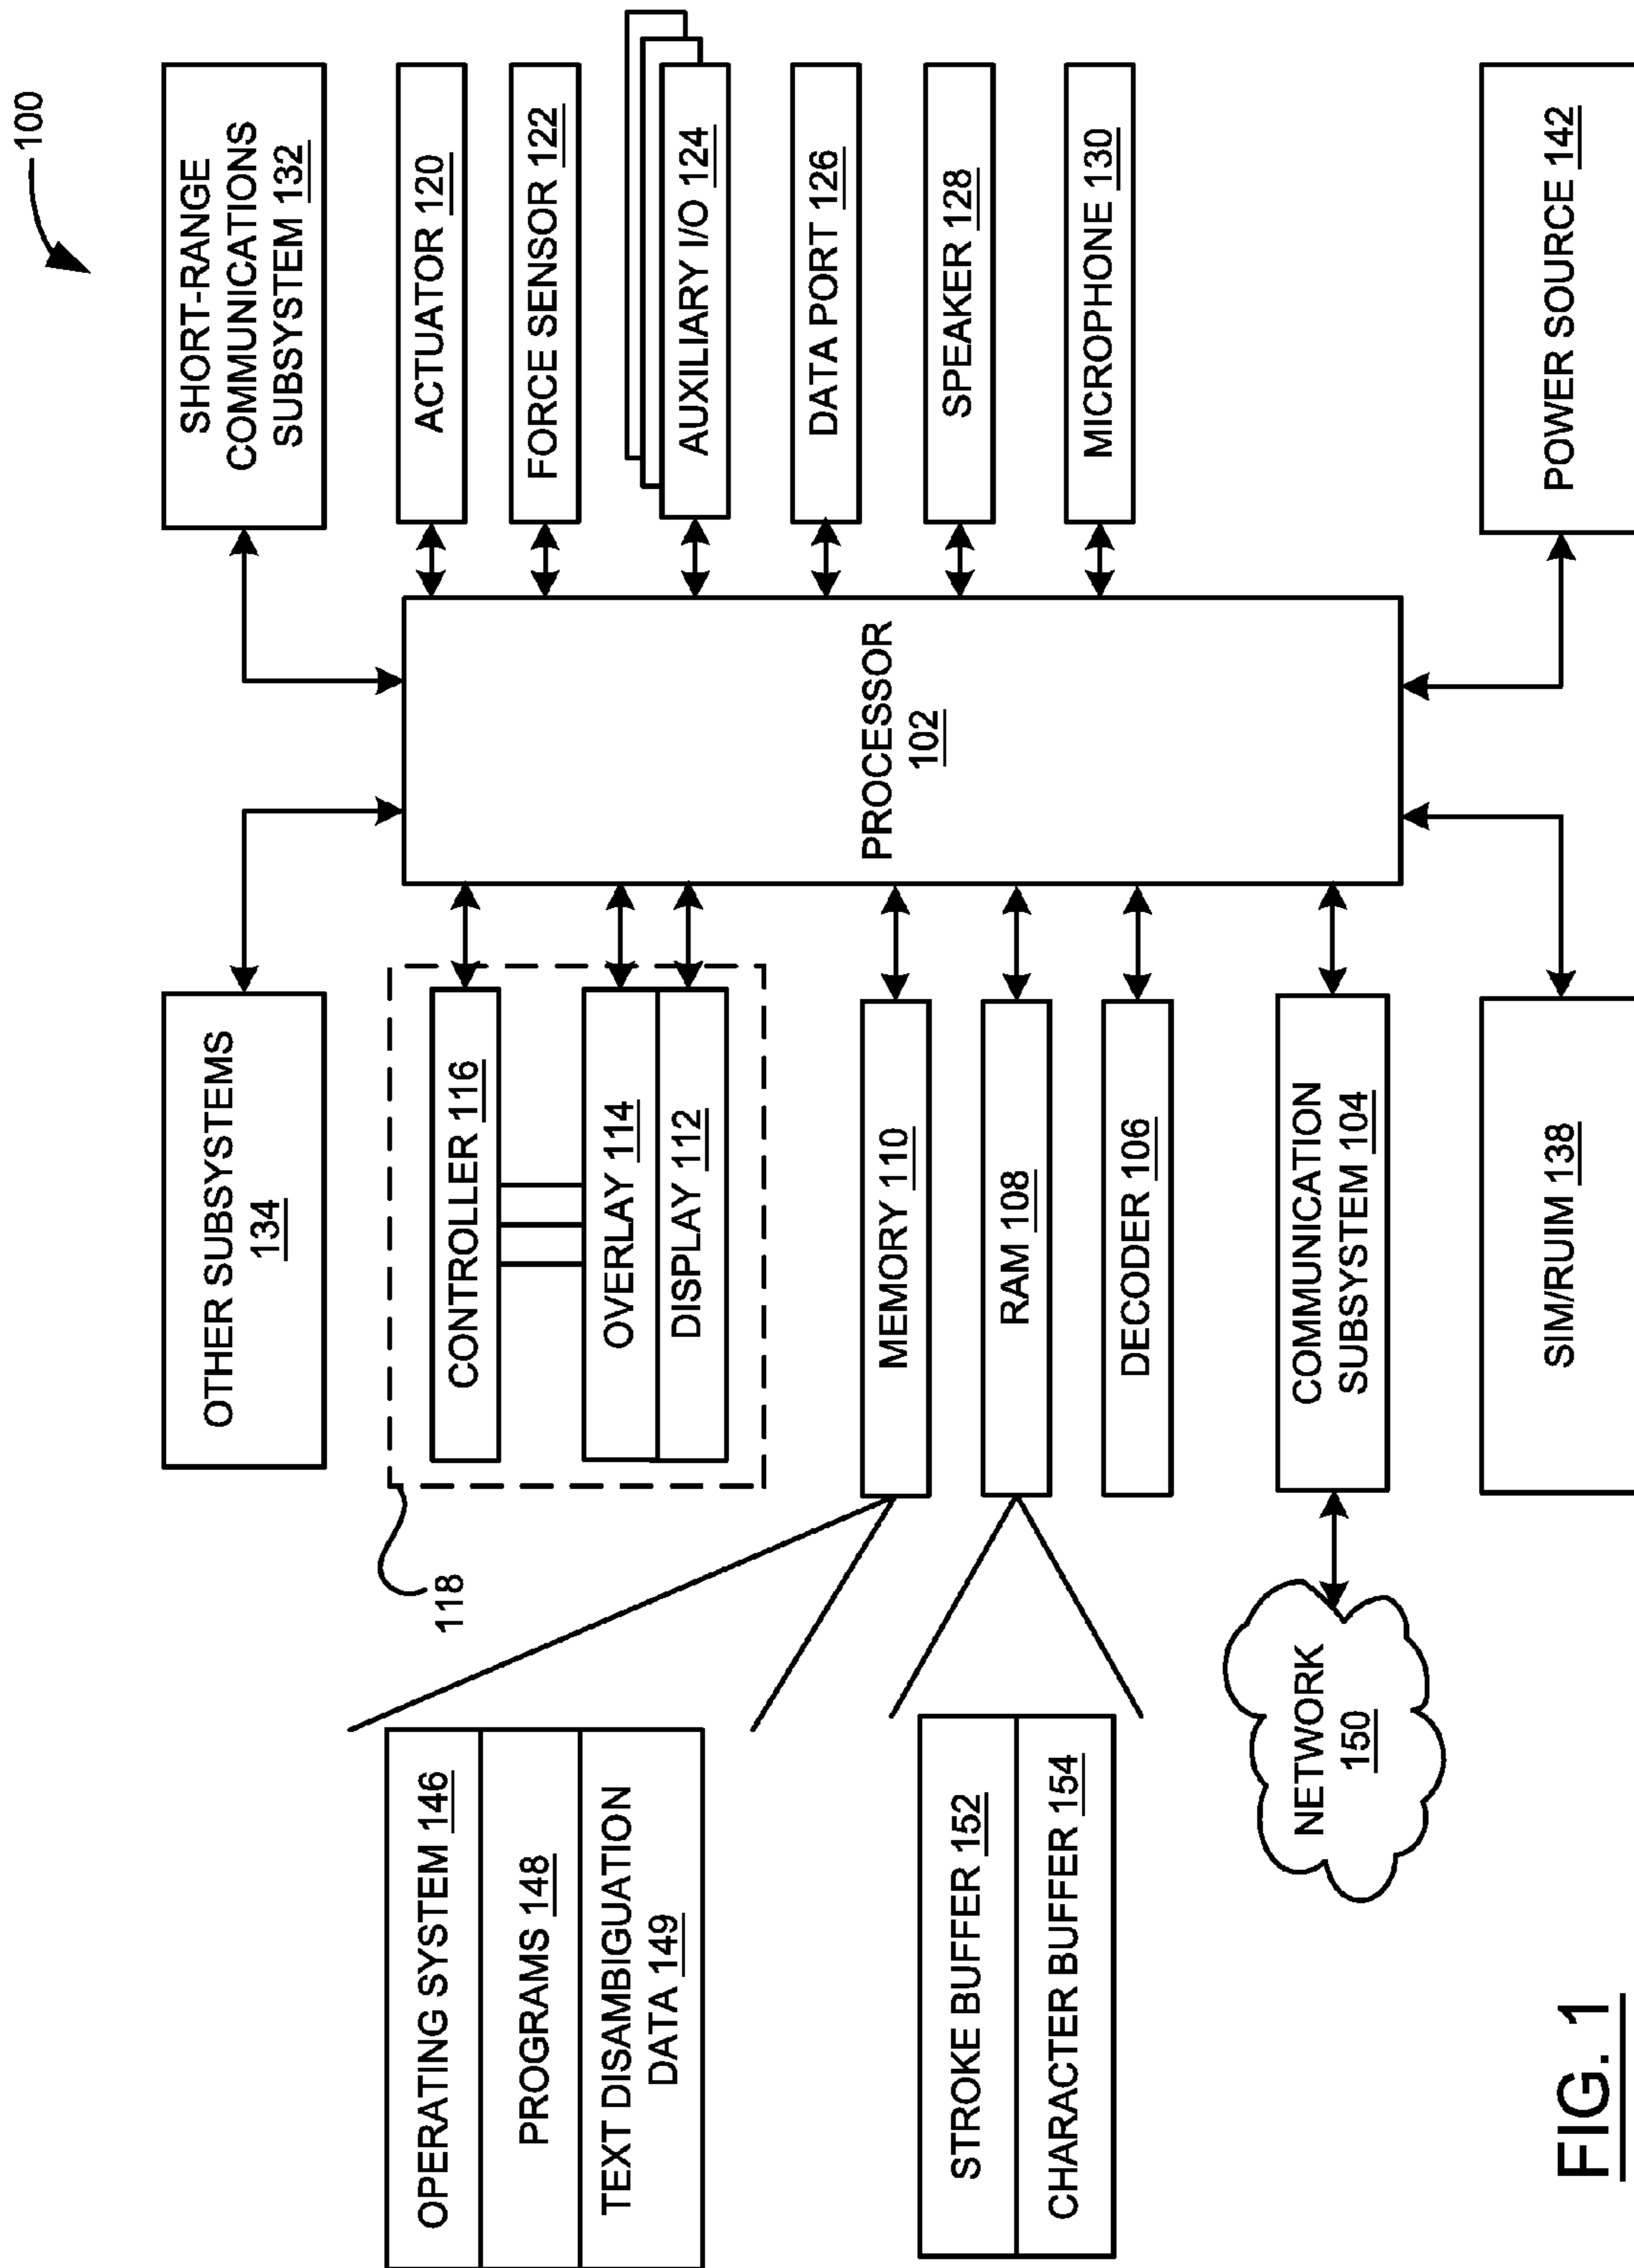 100
SHORT-RANGE
COMMUNICATIONS
SUBSYSTEM 132
ACTUATOR 120
FORCE SENSOR 122
AUXILIARY I/O 124
DATA PORT 126
SPEAKER 128
MICROPHONE 130
POWER SOURCE 142
PROCESSOR
102
OTHER SUBSYSTEMS
134
CONTROLLER 116
OVERLAY 114
DISPLAY 112
118
MEMORY 110
RAM 108
DECODER 106
COMMUNICATION
SUBSYSTEM 104
SIM/RUIM 138
OPERATING SYSTEM 146
PROGRAMS 148
TEXT DISAMBIGUATION
DATA 149
STROKE BUFFER 152
CHARACTER BUFFER 154
NETWORK
150
FIG. 1